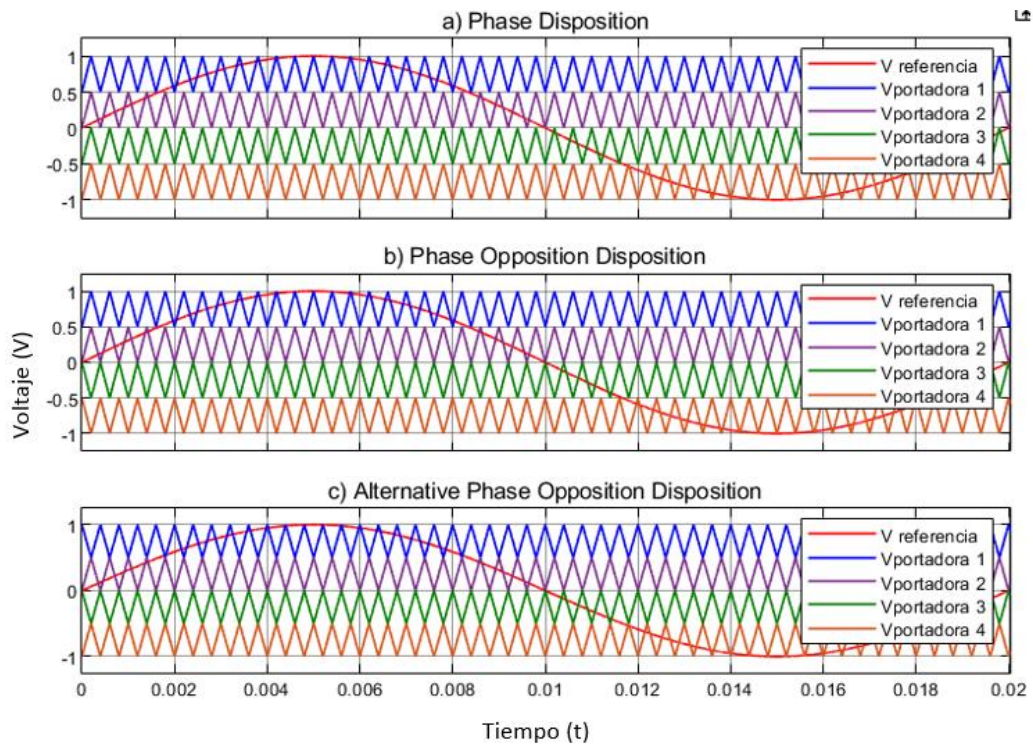 a) Phase Disposition
1
0.5
0
-0.5
-1
V referencia
Vportadora 1
Vportadora 2
Vportadora 3
Vportadora 4
b) Phase Opposition Disposition
1
0.5
0
-0.5
-1
V referencia
Vportadora 1
Vportadora 2
Vportadora 3
Vportadora 4
Voltaje (V)
c) Alternative Phase Opposition Disposition
1
0
-1
V referencia
Vportadora 1
Vportadora 2
Vportadora 3
Vportadora 4
0 0.002 0.004 0.006 0.008 0.01 0.012 0.014 0.016 0.018 0.02
Tiempo (t)